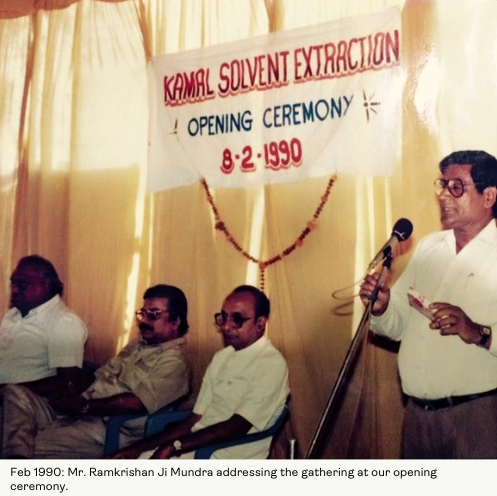 KAMAL SOLVENT EXTRACTION
OPENING CEREMONY
8-2-1990
Feb 1990: Mr. Ramkrishan Ji Mundra addressing the gathering at our opening
ceremony.